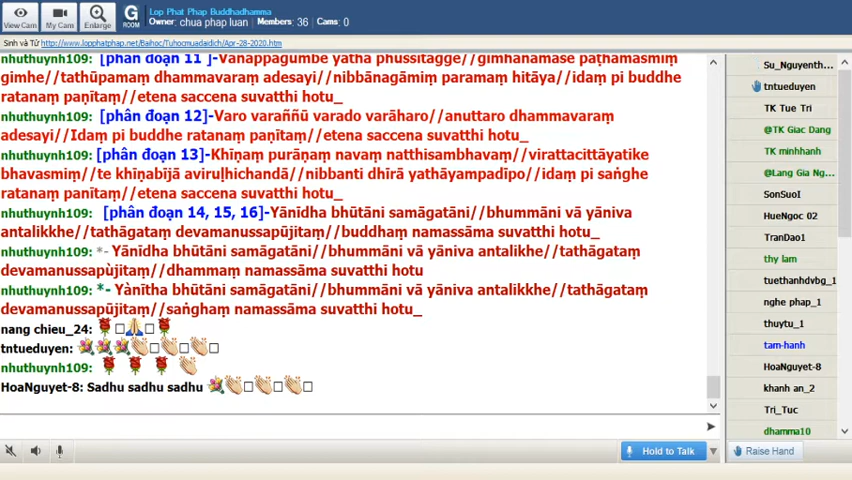 View Cam
My Cam
Enlarge
G
ROOM
Lop Phat Phap Buddhadhamma
Owner: chua phap luan Members: 36 Cams: 0
Sinh và Tử http://www.lopphatphap.net/Baihoc/Tuhocmuadaidich/Apr-28-2020.htm
nhuthuynh109: [phân đoạn 11 ]-Vanappagumbe yatha phussitagge//gimhanamase paṭhamasmiṃ
gimhe//tathūpamaṃ dhammavaraṃ adesayi//nibbānagāmiṃ paramaṃ hitāya//idaṃ pi buddhe
ratanaṃ paṇītaṃ//etena saccena suvatthi hotu_
nhuthuynh109: [phân đoạn 12]-Varo varaññū varado varāharo//anuttaro dhammavaraṃ
adesayi//Idaṃ pi buddhe ratanaṃ paṇītaṃ//etena saccena suvatthi hotu_
nhuthuynh109: [phân đoạn 13]-Khīṇaṃ purāṇaṃ navaṃ natthisambhavaṃ//virattacittāyatike
bhavasmiṃ//te khīṇabījā aviruḷhichandā//nibbanti dhīrā yathāyampadīpo//idaṃ pi saṅghe
ratanaṃ panītaṃ//etena saccena suvatthi hotu_
nhuthuynh109: [phân đoạn 14, 15, 16]-Yānīdha bhūtāni samāgatāni//bhummāni vā yāniva
antalikkhe//tathāgataṃ devamanussapūjitaṃ//buddhaṃ namassāma suvatthi hotu_
nhuthuynh109: *- Yānīdha bhūtāni samāgatāni//bhummāni vā yāniva antalikhe//tathāgataṃ
devamanussapùjitaṃ//dhammaṃ namassāma suvatthi hotu
nhuthuynh109: *- Yànītha bhūtāni samāgatāni//bhummāni vā yāniva antalikkhe//tathāgataṃ
devamanussapūjitaṃ//saṅghaṃ namassāma suvatthi hotu_
nang chieu_24: 🌹□🙏□🌹
tntueduyen: 💐💐💐👏□👏□👏□
nhuthuynh109: 🌹 🌹 🌹 👏
HoaNguyet-8: Sadhu sadhu sadhu 💐👏□👏□👏□
Su_Nguyenth...
tntueduyen
TK Tue Tri
@TK Giac Dang
TK minhhanh
@Lang Gia Ng...
SonSuoI
HueNgoc 02
TranDao1
thy lam
tuethanhdvbg_1
nghe phap_1
thuytu_1
tam-hanh
HoaNguyet-8
khanh an_2
Tri_Tuc
dhamma10
Hold to Talk
Raise Hand